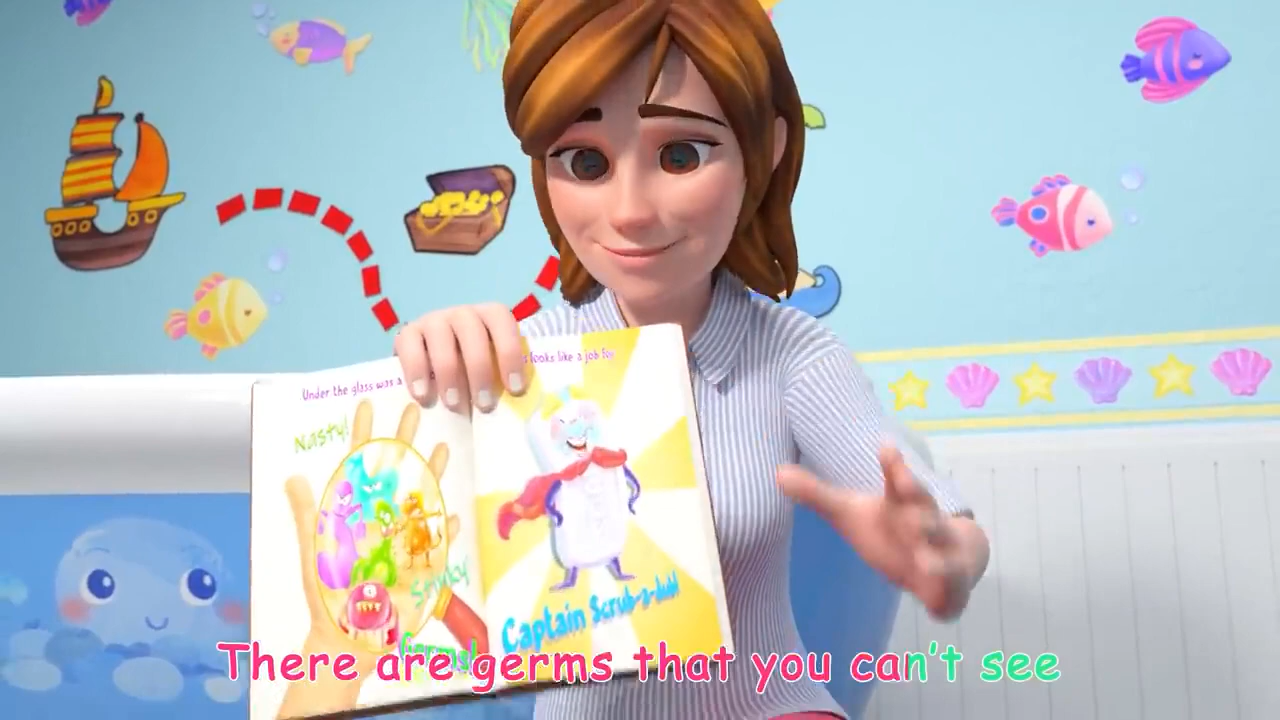 Under the glass was a
looks like a job for
Nasty!
Stinky
Germs!
Captain Scrub-a-dub!
There are germs that you can't see